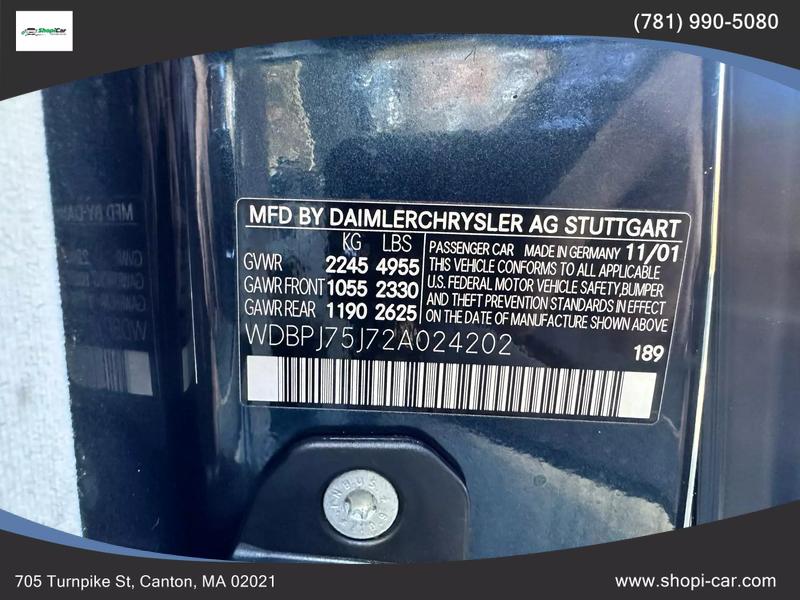 ShopiCar
(781) 990-5080
MFD BY DAIMLERCHRYSLER AG STUTTGART
KG LBS
GVWR 2245 4955
GAWR FRONT 1055 2330
GAWR REAR 1190 2625
PASSENGER CAR MADE IN GERMANY 11/01
THIS VEHICLE CONFORMS TO ALL APPLICABLE
U.S. FEDERAL MOTOR VEHICLE SAFETY,BUMPER
AND THEFT PREVENTION STANDARDS IN EFFECT
ON THE DATE OF MANUFACTURE SHOWN ABOVE
WDBPJ75J72A024202
189
705 Turnpike St, Canton, MA 02021
www.shopi-car.com